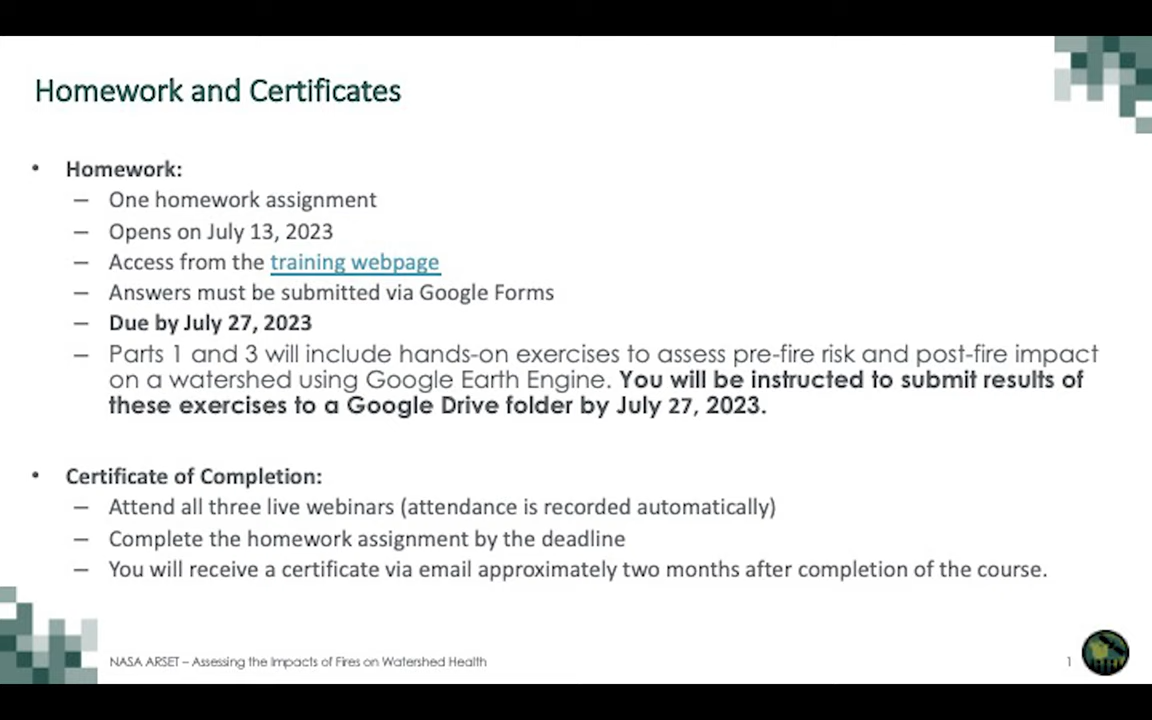 Homework and Certificates
• Homework:
– One homework assignment
– Opens on July 13, 2023
– Access from the training webpage
– Answers must be submitted via Google Forms
– Due by July 27, 2023
– Parts 1 and 3 will include hands-on exercises to assess pre-fire risk and post-fire impact
on a watershed using Google Earth Engine. You will be instructed to submit results of
these exercises to a Google Drive folder by July 27, 2023.
• Certificate of Completion:
– Attend all three live webinars (attendance is recorded automatically)
– Complete the homework assignment by the deadline
– You will receive a certificate via email approximately two months after completion of the course.
NASA ARSET – Assessing the Impacts of Fires on Watershed Health
1